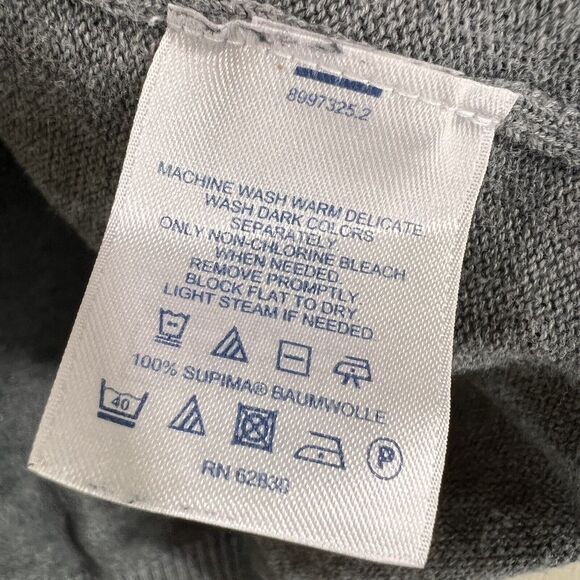 8997325.2
MACHINE WASH WARM DELICATE
WASH DARK COLORS
SEPARATELY
ONLY NON-CHLORINE BLEACH
WHEN NEEDED.
REMOVE PROMPTLY
BLOCK FLAT TO DRY
LIGHT STEAM IF NEEDED
100% SUPIMA® BAUMWOLLE
40
P
RN 62830